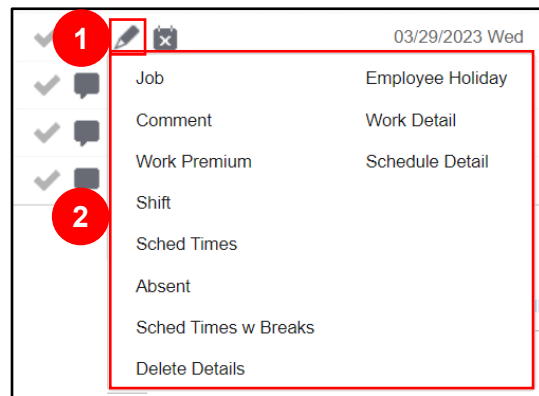 1
03/29/2023 Wed
Job
Employee Holiday
Comment
Work Detail
Work Premium
Schedule Detail
Shift
2
Sched Times
Absent
Sched Times w Breaks
Delete Details